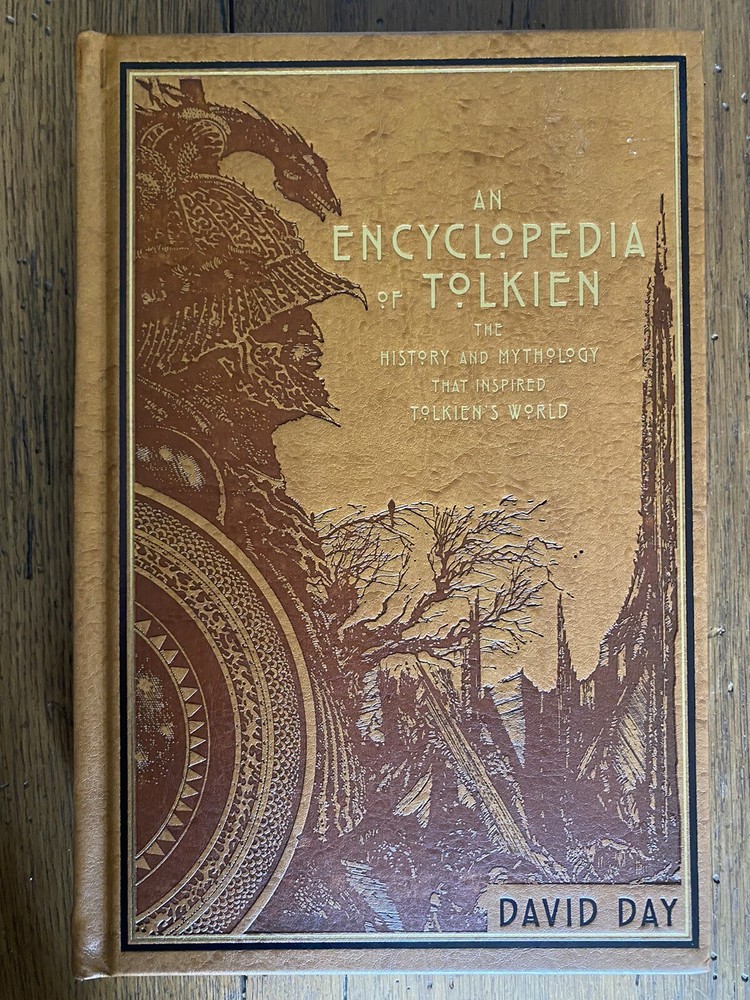 AN
ENCYCLOPEDIA
OF TOLKIEN
THE
HISTORY AND MYTHOLOGY
THAT INSPIRED
TOLKIEN'S WORLD
DAVID DAY